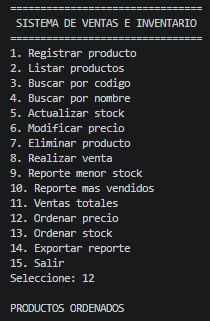 ================================
SISTEMA DE VENTAS E INVENTARIO
================================
1. Registrar producto
2. Listar productos
3. Buscar por codigo
4. Buscar por nombre
5. Actualizar stock
6. Modificar precio
7. Eliminar producto
8. Realizar venta
9. Reporte menor stock
10. Reporte mas vendidos
11. Ventas totales
12. Ordenar precio
13. Ordenar stock
14. Exportar reporte
15. Salir
Seleccione: 12
PRODUCTOS ORDENADOS